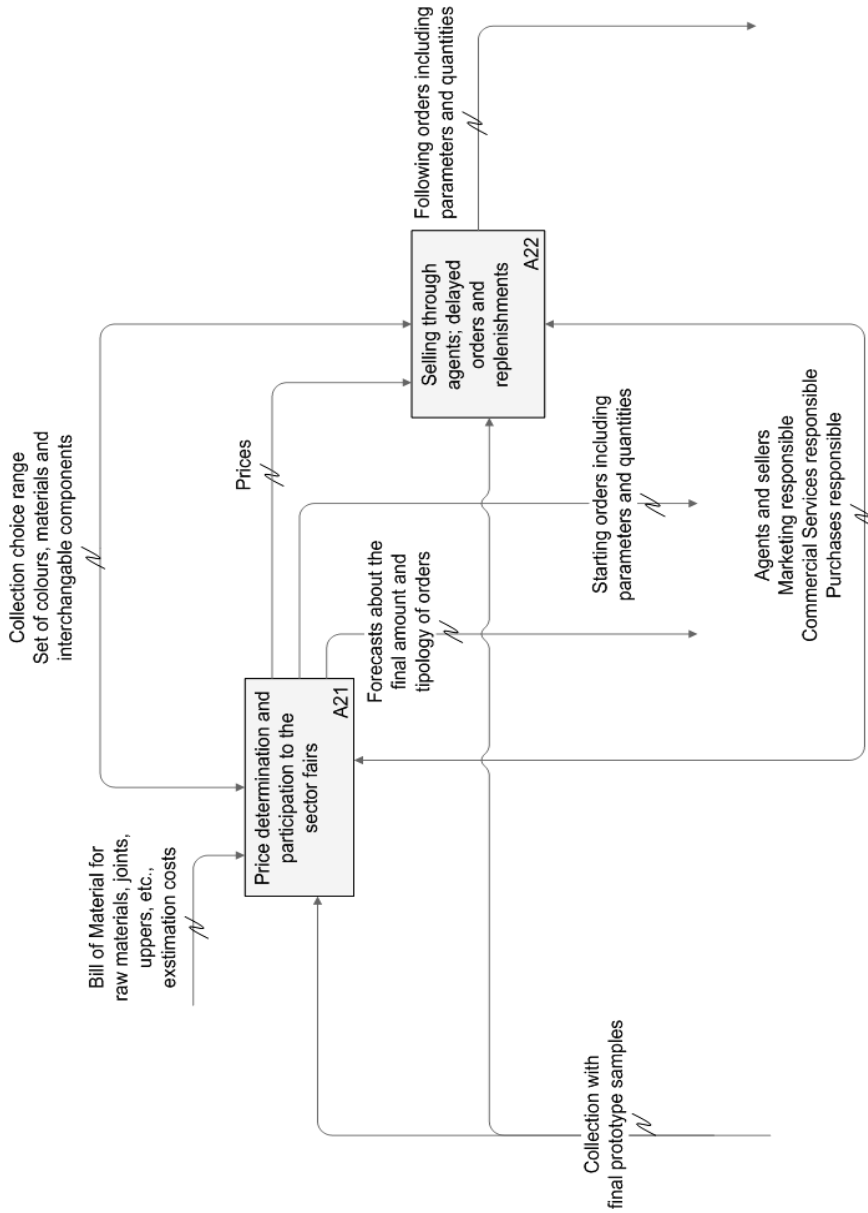 Collection choice range
Set of colours, materials and
interchangable components
Bill of Material for
raw materials, joints,
uppers, etc.,
exstimation costs
Prices
Following orders including
parameters and quantities
Price determination and
participation to the
sector fairs
A21
Selling through
agents; delayed
orders and
replenishments
A22
Forecasts about the
final amount and
tipology of orders
Starting orders including
parameters and quantities
Collection with
final prototype samples
Agents and sellers
Marketing responsible
Commercial Services responsible
Purchases responsible